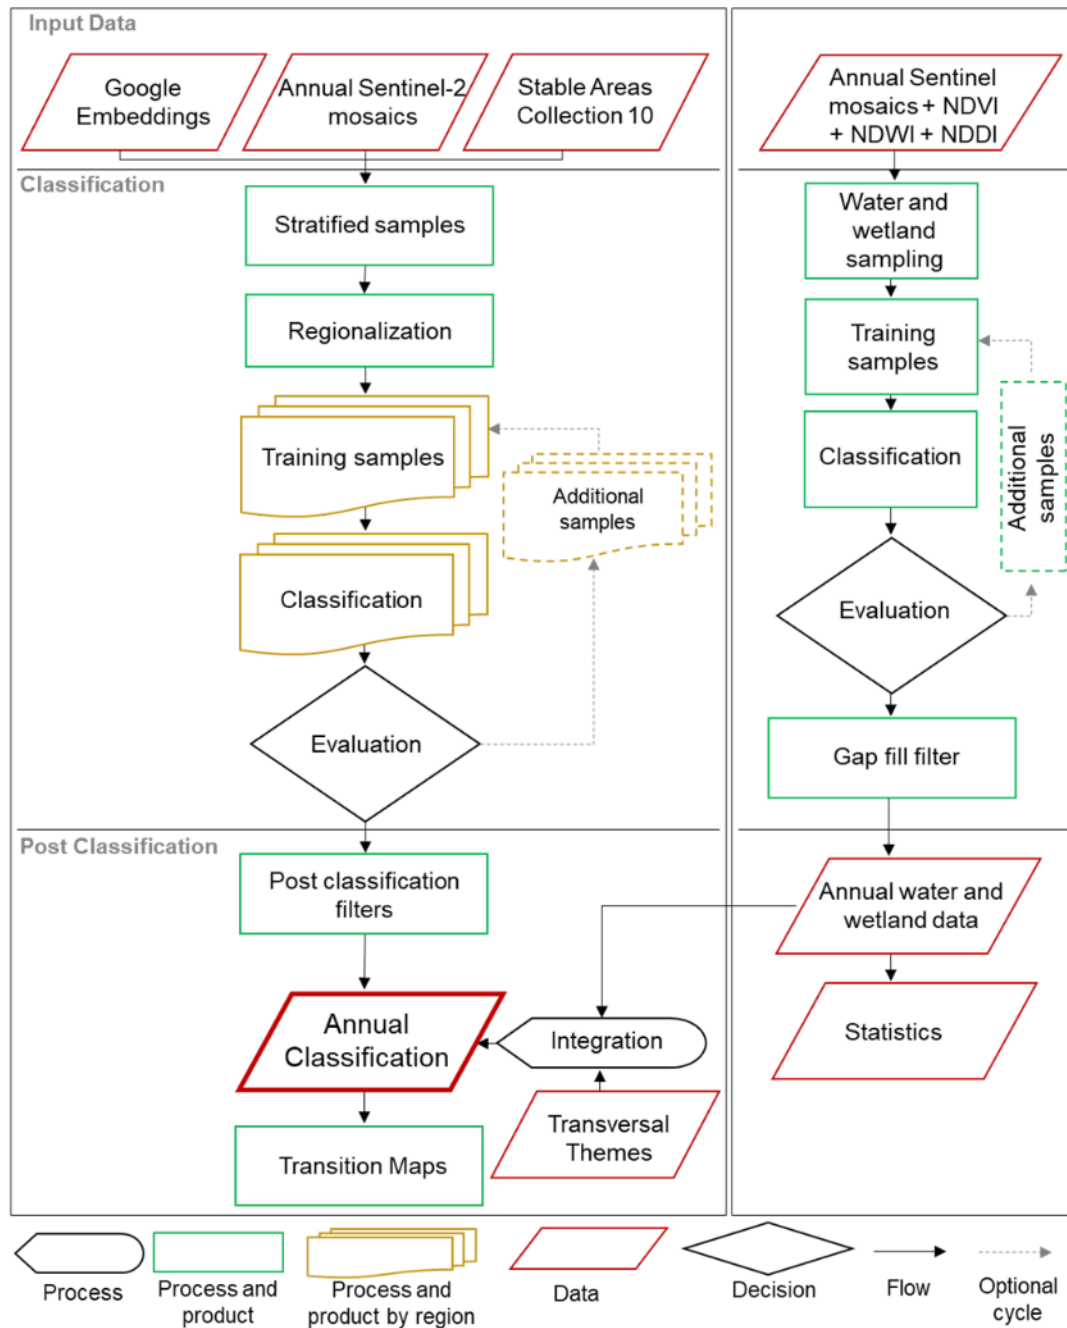 Input Data
Google
Embeddings
Annual Sentinel-2
mosaics
Stable Areas
Collection 10
Classification
Stratified samples
Regionalization
Training samples
Additional
samples
Classification
Evaluation
Post Classification
Post classification
filters
Annual
Classification
Integration
Transversal
Themes
Transition Maps
Annual Sentinel
mosaics + NDVI
+ NDWI + NDDI
Water and
wetland
sampling
Training
samples
Additional
samples
Classification
Evaluation
Gap fill filter
Annual water and
wetland data
Statistics
Process
Process and
product
Process and
product by region
Data
Decision
Flow
Optional
cycle